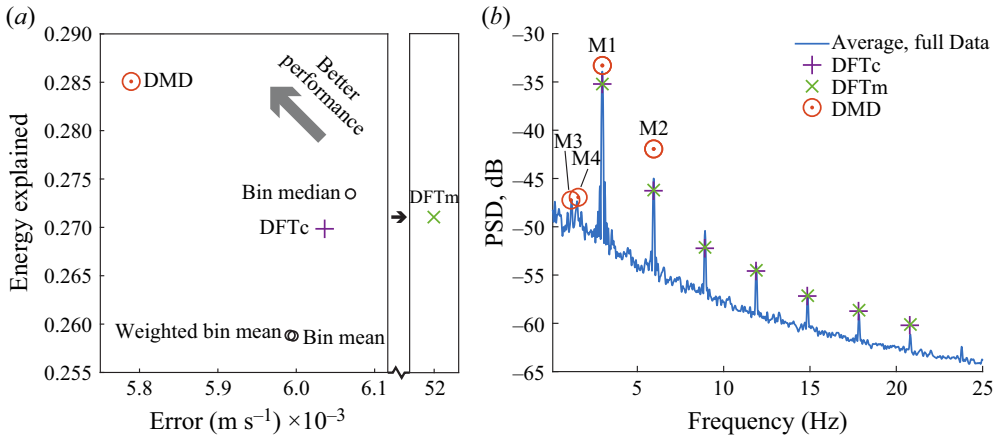 (a)
0.290
0.285
0.280
0.275
0.270
0.265
0.260
0.255
Energy explained
DMD
Better
performance
Bin median
DFTc
DFTm
Weighted bin mean
Bin mean
5.8
5.9
6.0
6.1
52
Error (m s⁻¹) ×10⁻³
(b)
–30
–35
–40
–45
–50
–55
–60
–65
PSD, dB
M1
M2
M3
M4
Average, full Data
DFTc
DFTm
DMD
5
10
15
20
25
Frequency (Hz)